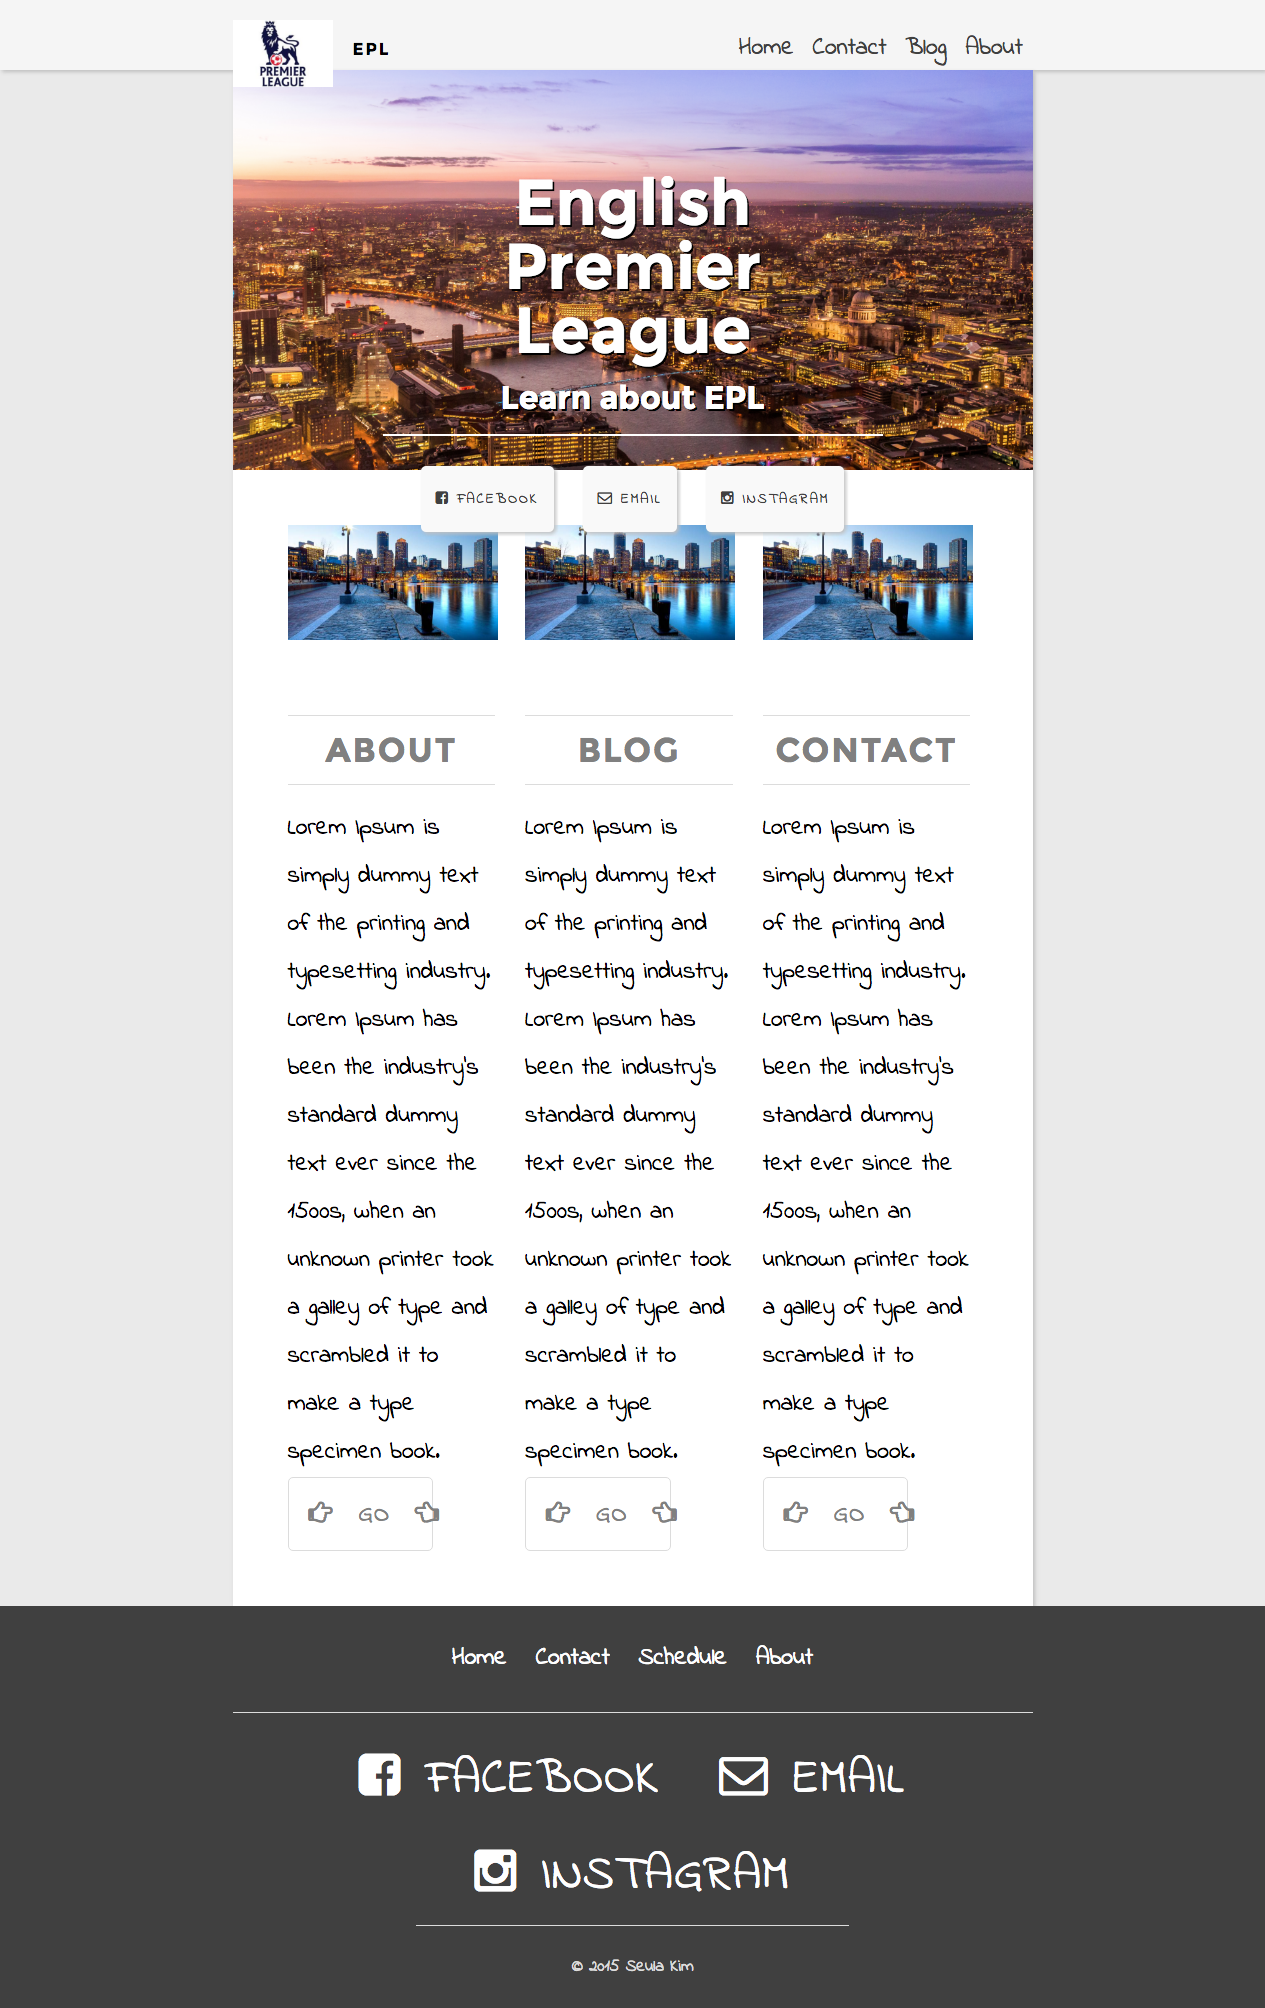 PREMIER
LEAGUE
EPL
Home Contact Blog About
English
Premier
League
Learn about EPL
FACEBOOK EMAIL INSTAGRAM
ABOUT
Lorem Ipsum is
simply dummy text
of the printing and
typesetting industry.
Lorem Ipsum has
been the industry's
standard dummy
text ever since the
1500s, when an
unknown printer took
a galley of type and
scrambled it to
make a type
specimen book.
GO
BLOG
Lorem Ipsum is
simply dummy text
of the printing and
typesetting industry.
Lorem Ipsum has
been the industry's
standard dummy
text ever since the
1500s, when an
unknown printer took
a galley of type and
scrambled it to
make a type
specimen book.
GO
CONTACT
Lorem Ipsum is
simply dummy text
of the printing and
typesetting industry.
Lorem Ipsum has
been the industry's
standard dummy
text ever since the
1500s, when an
unknown printer took
a galley of type and
scrambled it to
make a type
specimen book.
GO
Home Contact Schedule About
FACEBOOK EMAIL
INSTAGRAM
© 2015 Seula Kim